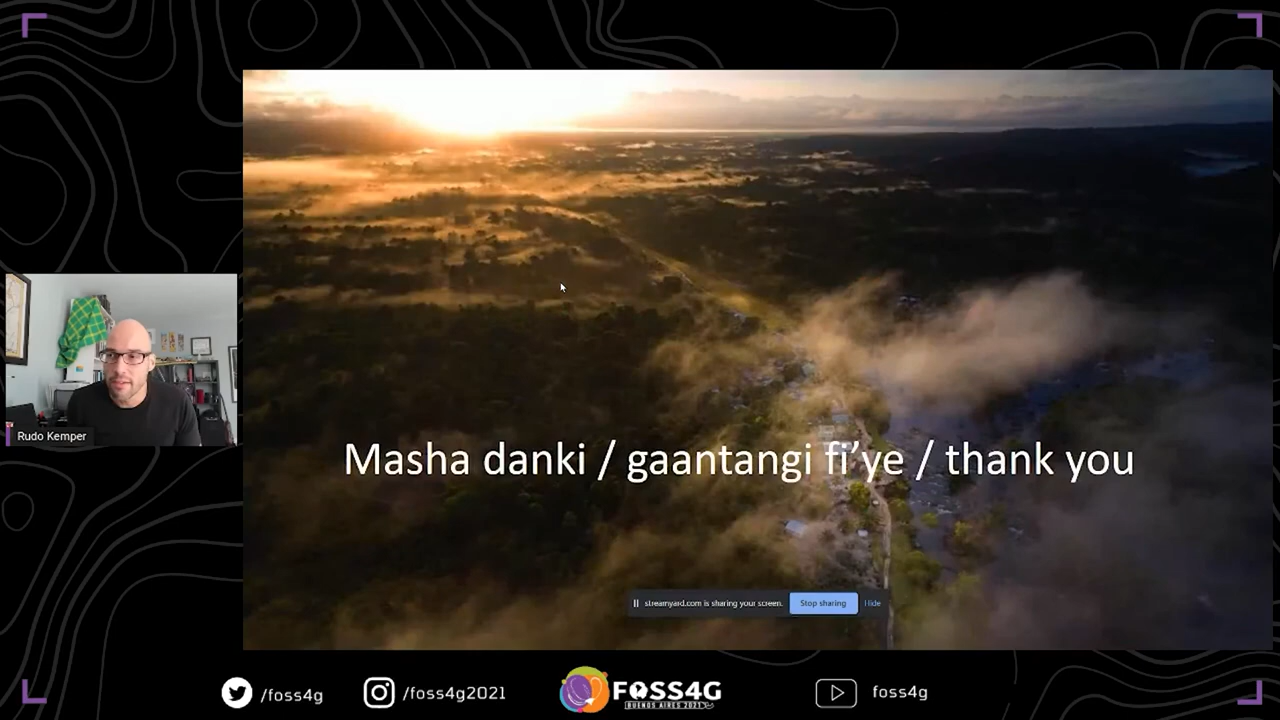 Rudo Kemper
Masha danki / gaantangi fi’ye / thank you
streamyard.com is sharing your screen.
Stop sharing
Hide
/foss4g
/foss4g2021
FOSS4G
BUENOS AIRES 2021
foss4g